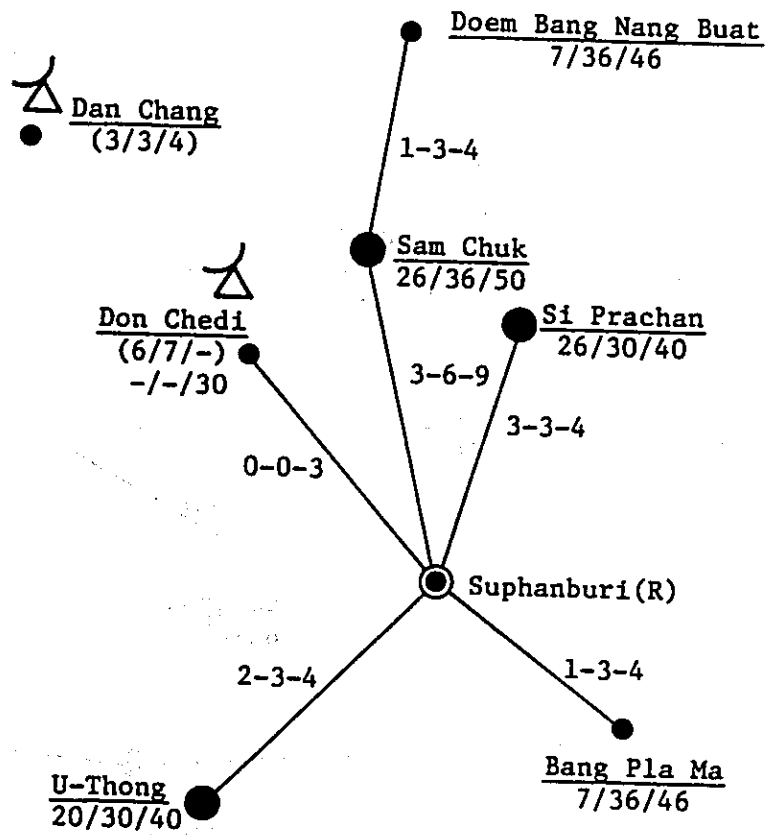 Doem Bang Nang Buat
7/36/46
Dan Chang
(3/3/4)
1-3-4
Sam Chuk
26/36/50
Don Chedi
(6/7/-)
-/-/30
Si Prachan
26/30/40
3-6-9
3-3-4
0-0-3
Suphanburi(R)
2-3-4
1-3-4
U-Thong
20/30/40
Bang Pla Ma
7/36/46